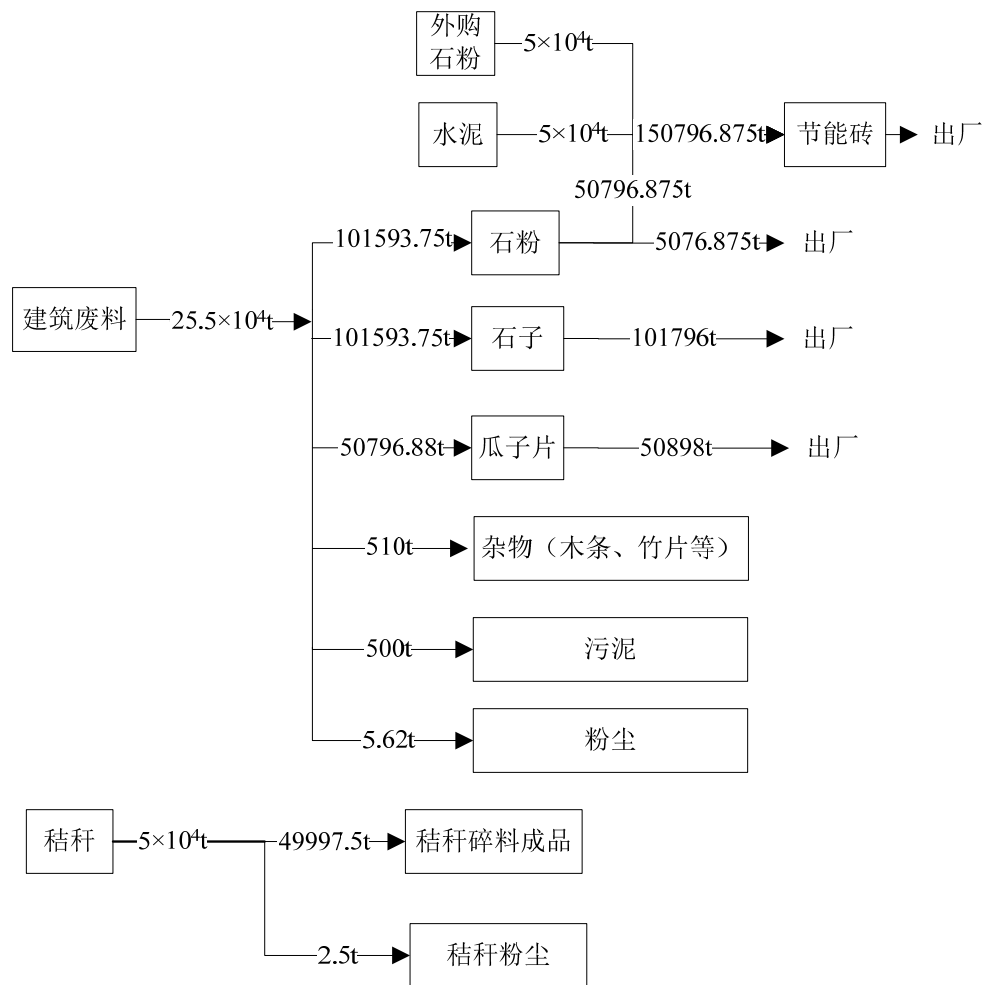 外购
石粉
5×10⁴t
水泥
5×10⁴t
150796.875t
节能砖
出厂
50796.875t
101593.75t
石粉
5076.875t
出厂
建筑废料
25.5×10⁴t
101593.75t
石子
101796t
出厂
50796.88t
瓜子片
50898t
出厂
510t
杂物（木条、竹片等）
500t
污泥
5.62t
粉尘
秸秆
5×10⁴t
49997.5t
秸秆碎料成品
2.5t
秸秆粉尘